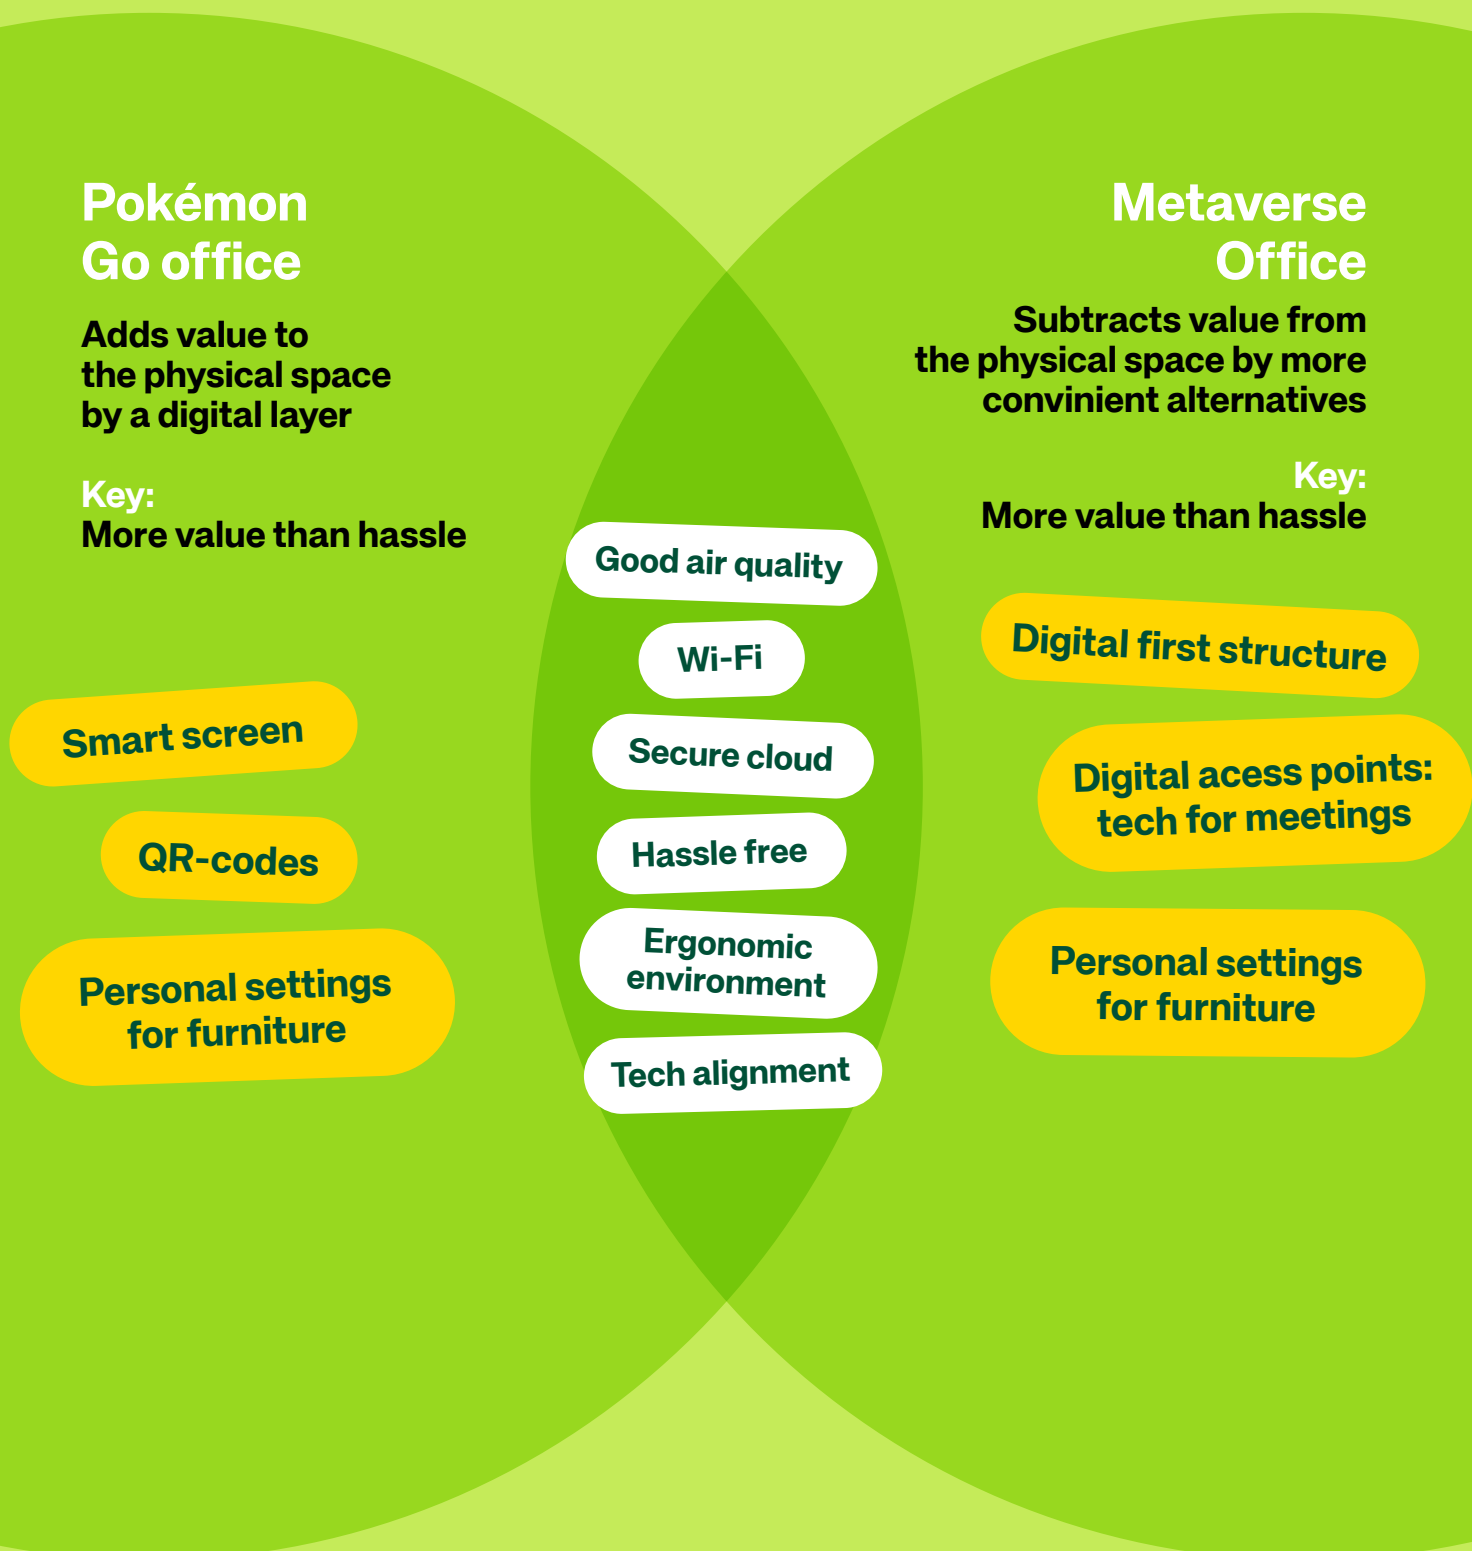 Pokémon
Go office
Adds value to
the physical space
by a digital layer
Key:
More value than hassle
Smart screen
QR-codes
Personal settings
for furniture
Good air quality
Wi-Fi
Secure cloud
Hassle free
Ergonomic
environment
Tech alignment
Metaverse
Office
Subtracts value from
the physical space by more
convinient alternatives
Key:
More value than hassle
Digital first structure
Digital acess points:
tech for meetings
Personal settings
for furniture